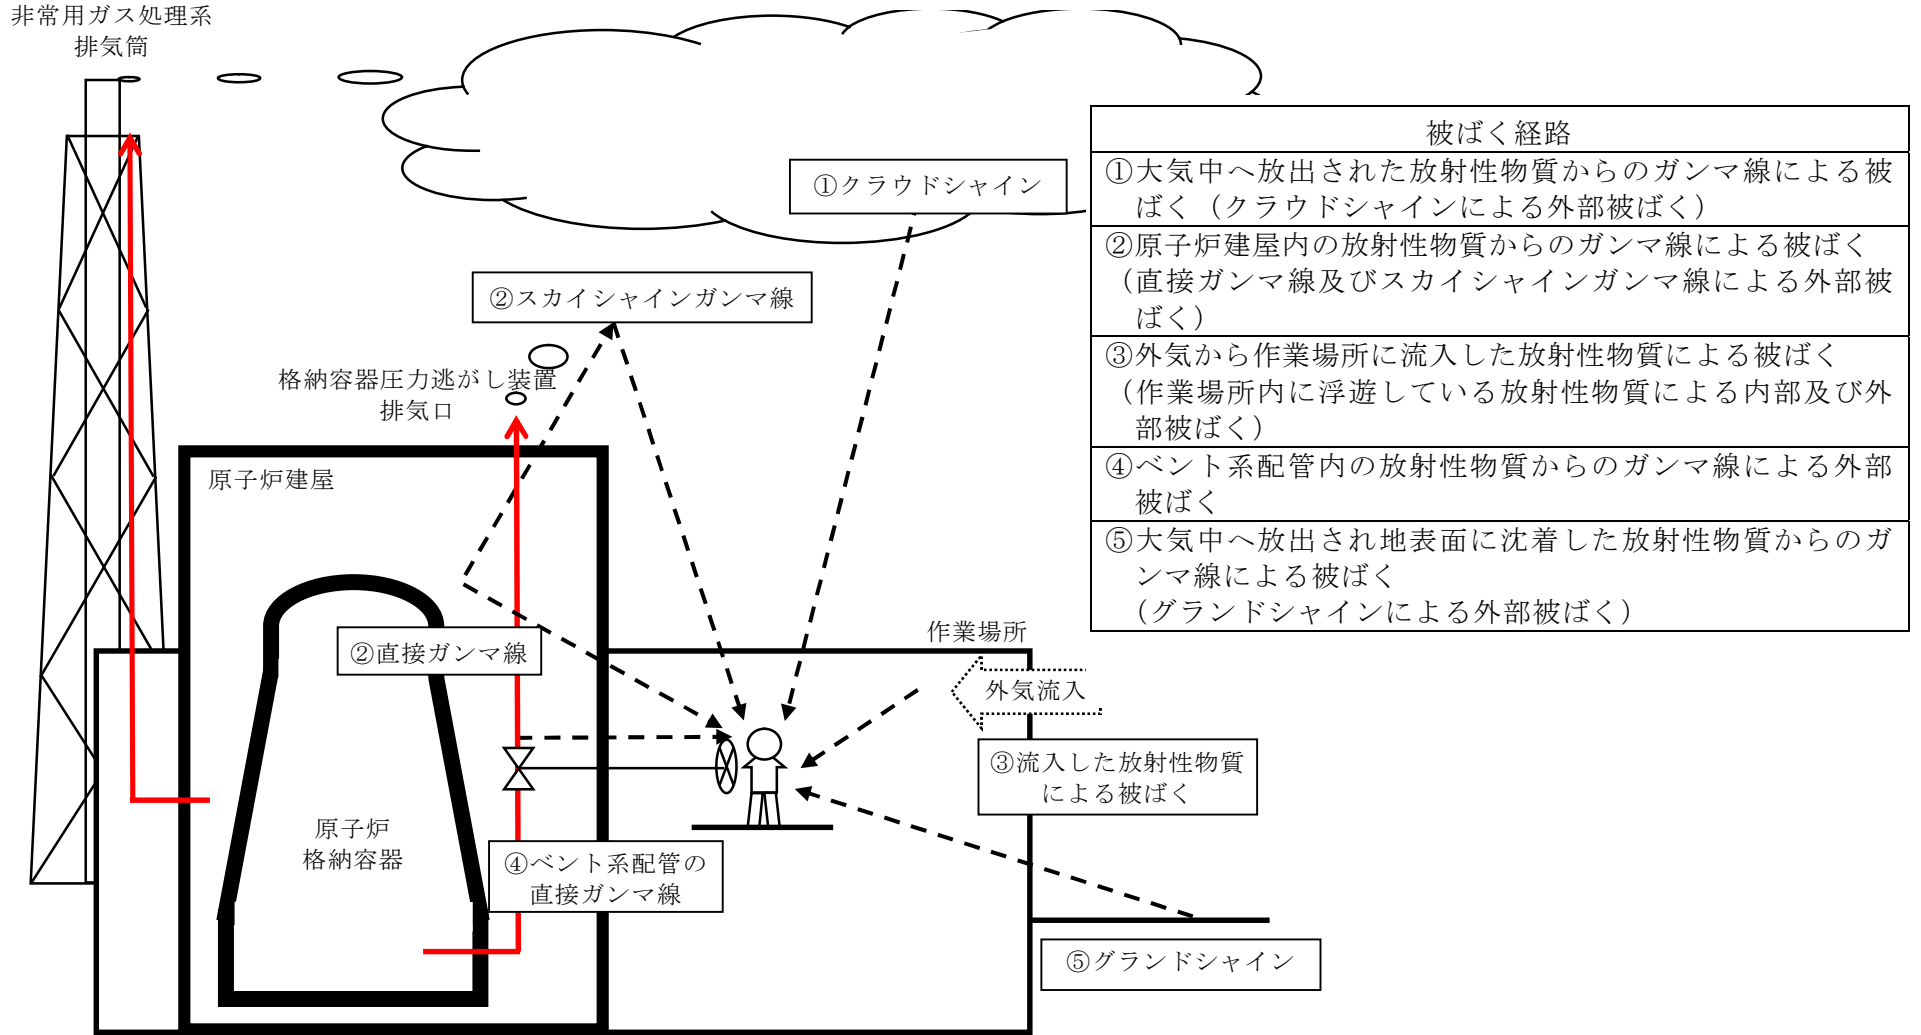 非常用ガス処理系
排気筒
①クラウドシャイン
②スカイシャインガンマ線
格納容器圧力逃がし装置
排気口
原子炉建屋
②直接ガンマ線
作業場所
外気流入
③流入した放射性物質
による被ばく
原子炉
格納容器
④ベント系配管の
直接ガンマ線
⑤グランドシャイン
被ばく経路
①大気中へ放出された放射性物質からのガンマ線による被
ばく（クラウドシャインによる外部被ばく）
②原子炉建屋内の放射性物質からのガンマ線による被ばく
（直接ガンマ線及びスカイシャインガンマ線による外部被
ばく）
③外気から作業場所に流入した放射性物質による被ばく
（作業場所内に浮遊している放射性物質による内部及び外
部被ばく）
④ベント系配管内の放射性物質からのガンマ線による外部
被ばく
⑤大気中へ放出され地表面に沈着した放射性物質からのガ
ンマ線による被ばく
（グランドシャインによる外部被ばく）